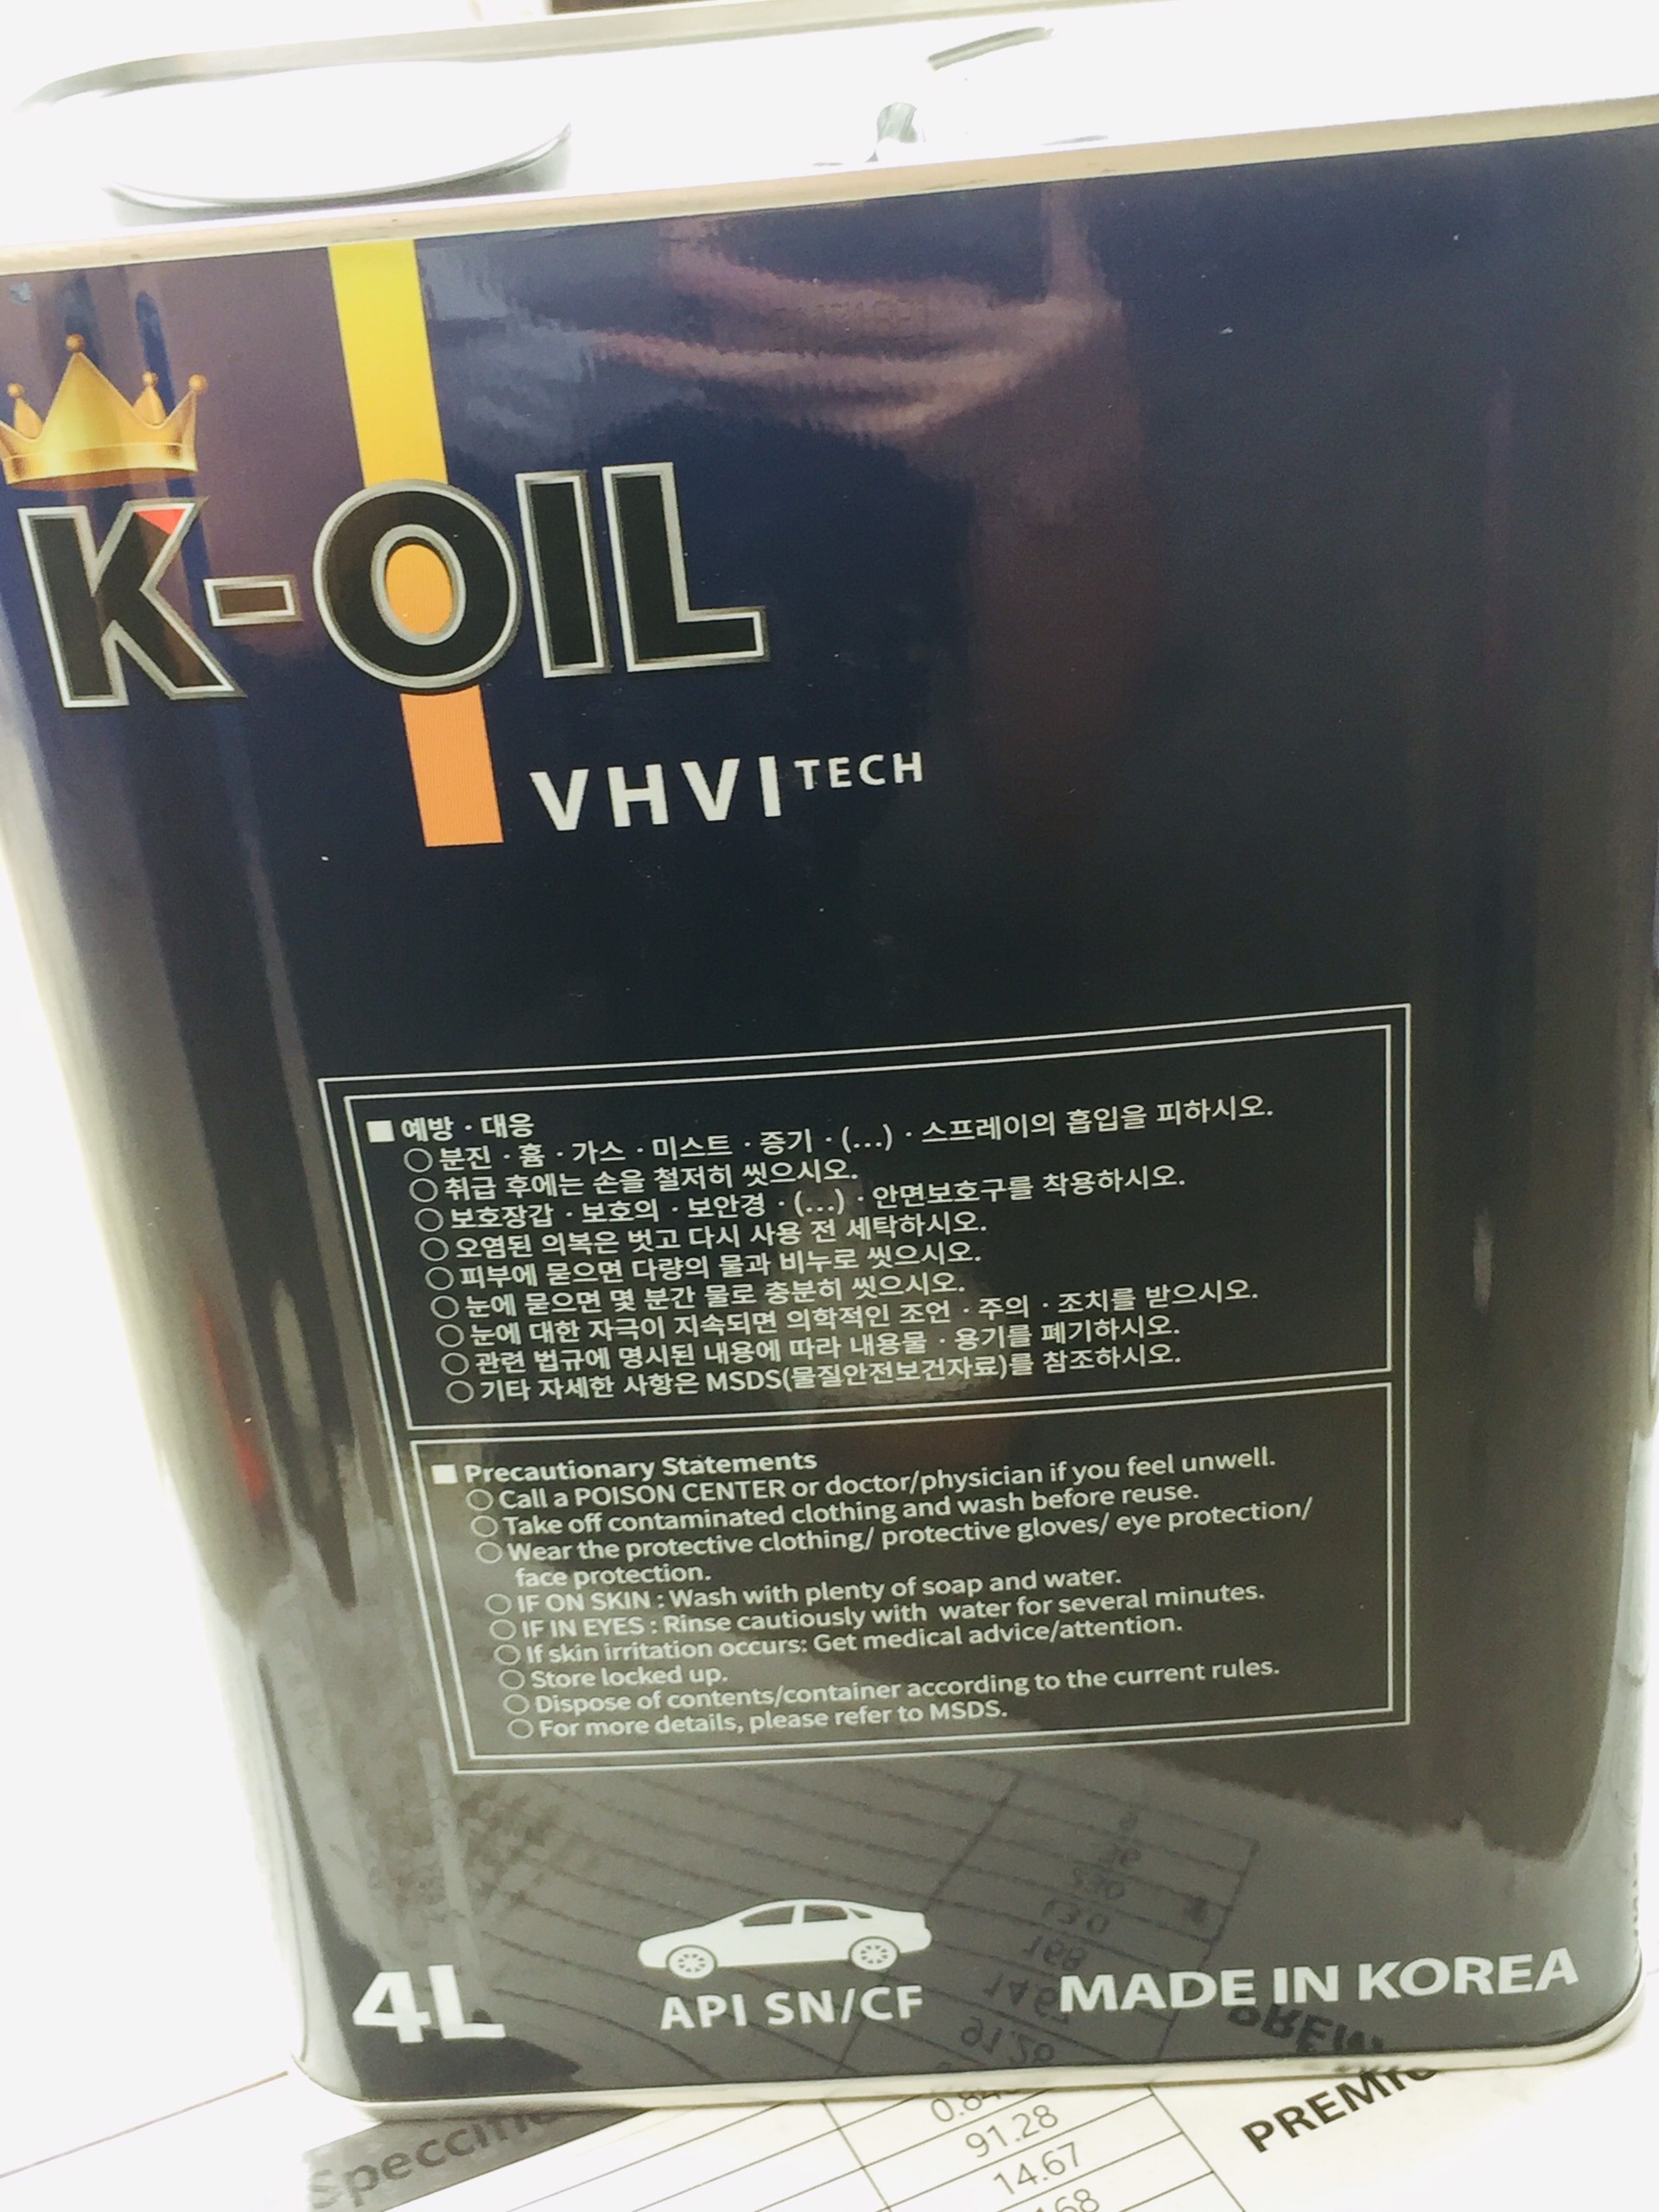 K-OIL
VHVI TECH
■ 예방 · 대응
○ 분진 · 흄 · 가스 · 미스트 · 증기 · (...) · 스프레이의 흡입을 피하시오.
○ 취급 후에는 손을 철저히 씻으시오.
○ 보호장갑 · 보호의 · 보안경 · (...) · 안면보호구를 착용하시오.
○ 오염된 의복은 벗고 다시 사용 전 세탁하시오.
○ 피부에 묻으면 다량의 물과 비누로 씻으시오.
○ 눈에 묻으면 몇 분간 물로 충분히 씻으시오.
○ 눈에 대한 자극이 지속되면 의학적인 조언 · 주의 · 조치를 받으시오.
○ 관련 법규에 명시된 내용에 따라 내용물 · 용기를 폐기하시오.
○ 기타 자세한 사항은 MSDS(물질안전보건자료)를 참조하시오.
■ Precautionary Statements
○ Call a POISON CENTER or doctor/physician if you feel unwell.
○ Take off contaminated clothing and wash before reuse.
○ Wear the protective clothing/ protective gloves/ eye protection/
face protection.
○ IF ON SKIN : Wash with plenty of soap and water.
○ IF IN EYES : Rinse cautiously with water for several minutes.
○ If skin irritation occurs: Get medical advice/attention.
○ Store locked up.
○ Dispose of contents/container according to the current rules.
○ For more details, please refer to MSDS.
4L
API SN/CF
MADE IN KOREA
91.28
14.67